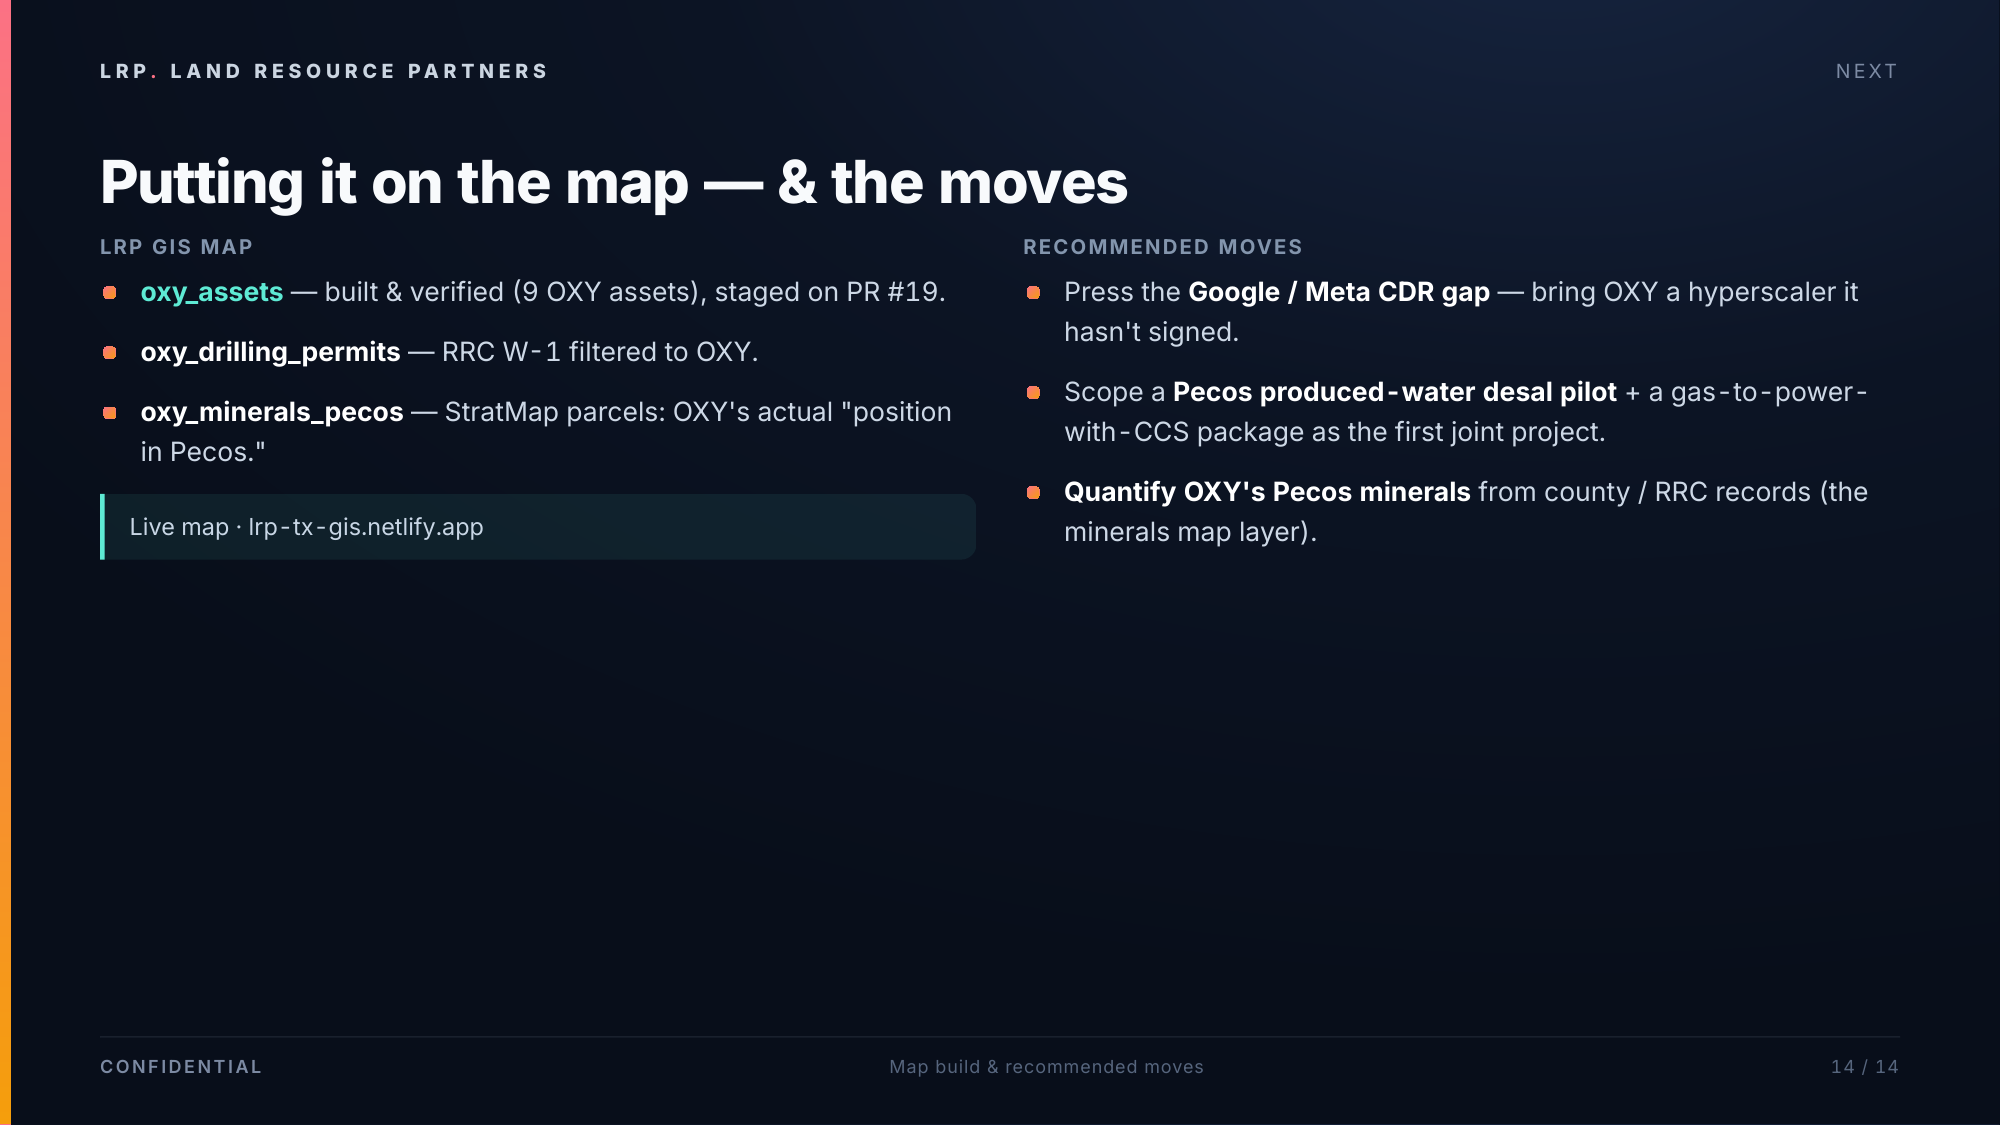 LRP. LAND RESOURCE PARTNERS
NEXT
Putting it on the map — & the moves
LRP GIS MAP
oxy_assets — built & verified (9 OXY assets), staged on PR #19.
oxy_drilling_permits — RRC W-1 filtered to OXY.
oxy_minerals_pecos — StratMap parcels: OXY's actual "position
in Pecos."
Live map · lrp-tx-gis.netlify.app
RECOMMENDED MOVES
Press the Google / Meta CDR gap — bring OXY a hyperscaler it
hasn't signed.
Scope a Pecos produced-water desal pilot + a gas-to-power-
with-CCS package as the first joint project.
Quantify OXY's Pecos minerals from county / RRC records (the
minerals map layer).
CONFIDENTIAL
Map build & recommended moves
14 / 14